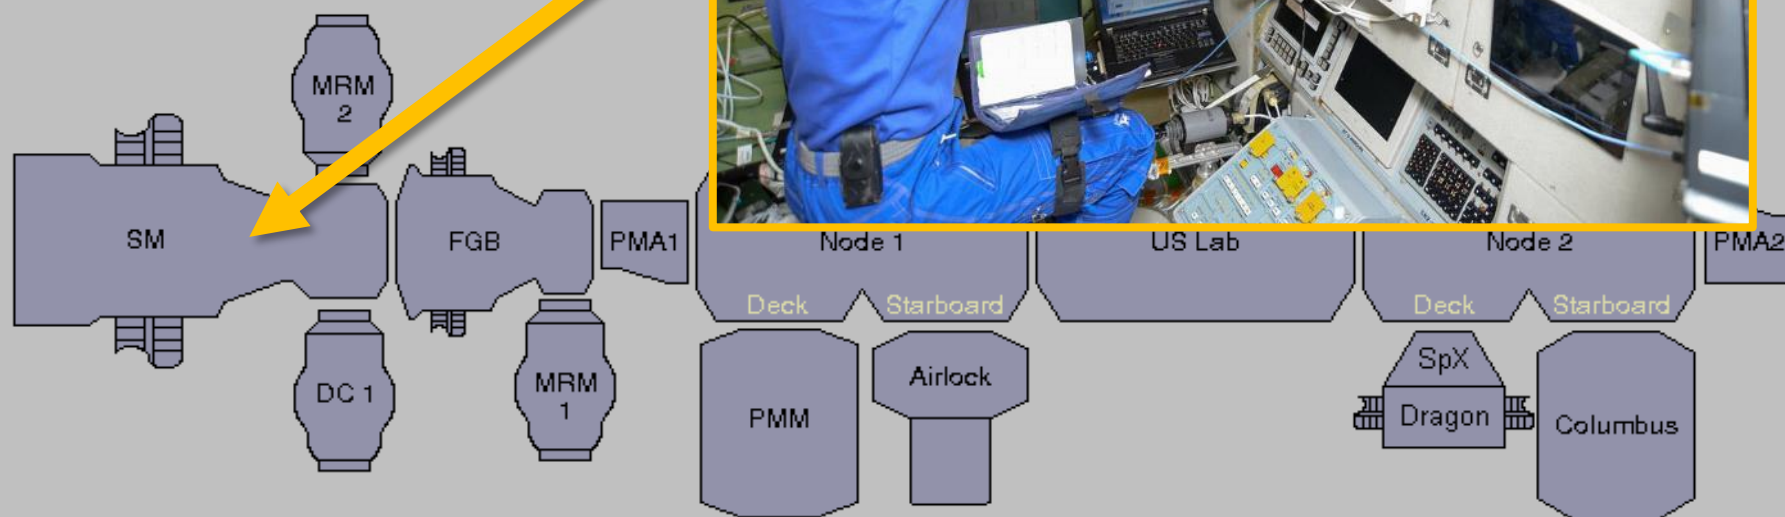 MRM
2
SM
FGB
PMA1
Node 1
US Lab
Node 2
PMA2
Deck
Starboard
Deck
Starboard
DC 1
MRM
1
PMM
Airlock
SpX
Dragon
Columbus